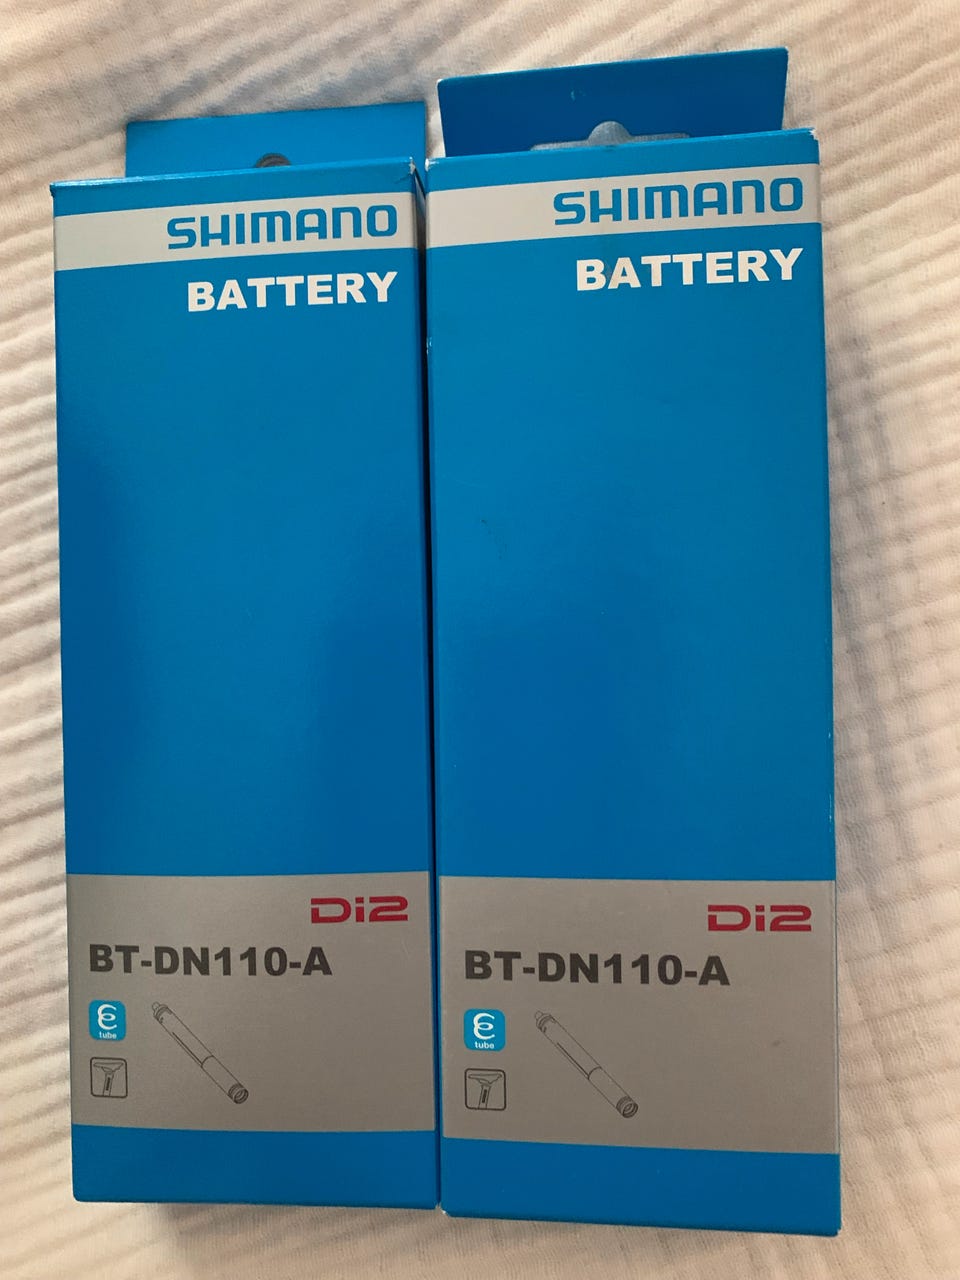 SHIMANO
BATTERY
Di2
BT-DN110-A
E
tube
SHIMANO
BATTERY
Di2
BT-DN110-A
E
tube